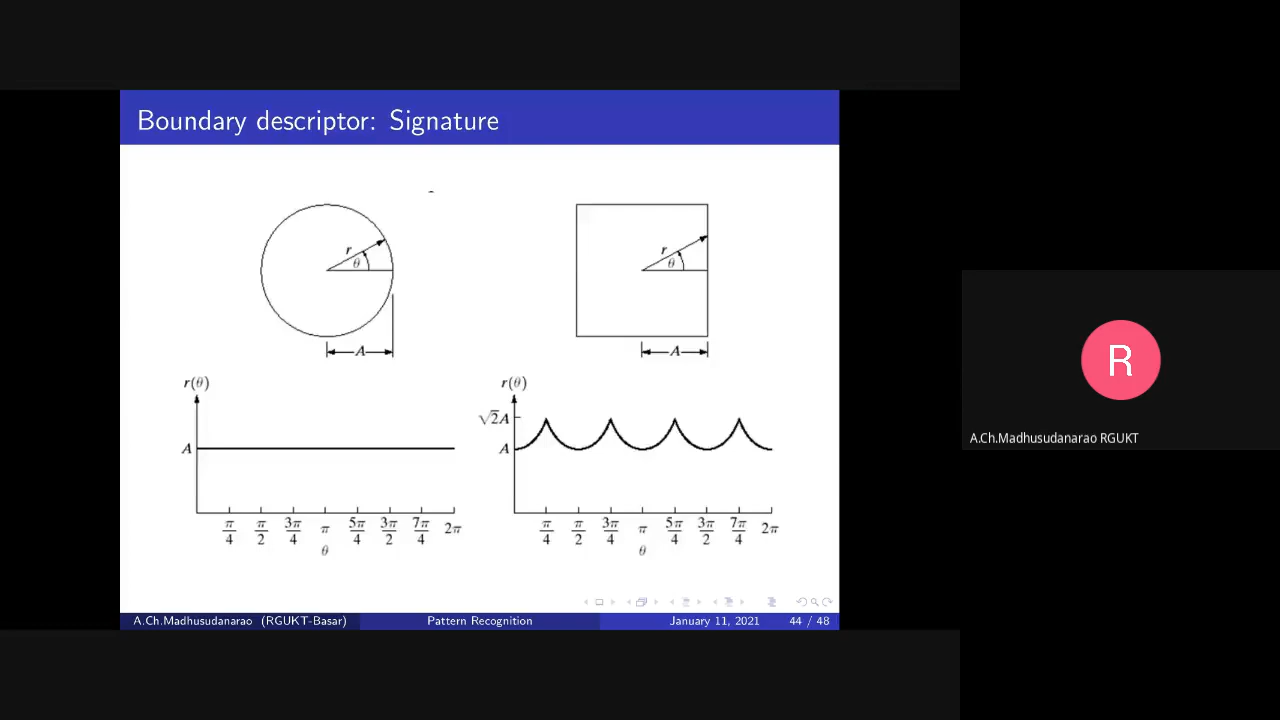 Boundary descriptor: Signature
r
θ
A
r
θ
A
r(θ)
A
π/4 π/2 3π/4 π 5π/4 3π/2 7π/4 2π
θ
r(θ)
√2A
A
π/4 π/2 3π/4 π 5π/4 3π/2 7π/4 2π
θ
A.Ch.Madhusudanarao (RGUKT-Basar) Pattern Recognition January 11, 2021 44 / 48
R
A.Ch.Madhusudanarao RGUKT